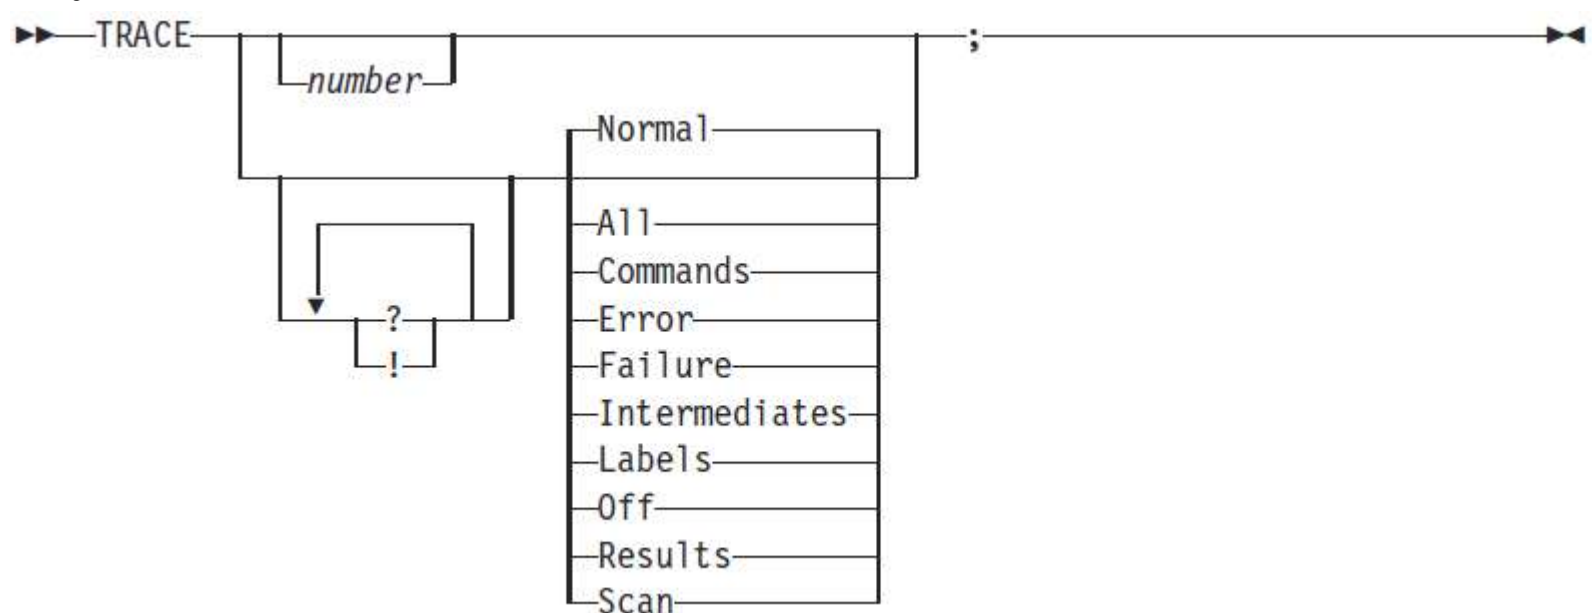 TRACE ;
number
Normal
All
Commands
? Error
! Failure
Intermediates
Labels
Off
Results
Scan